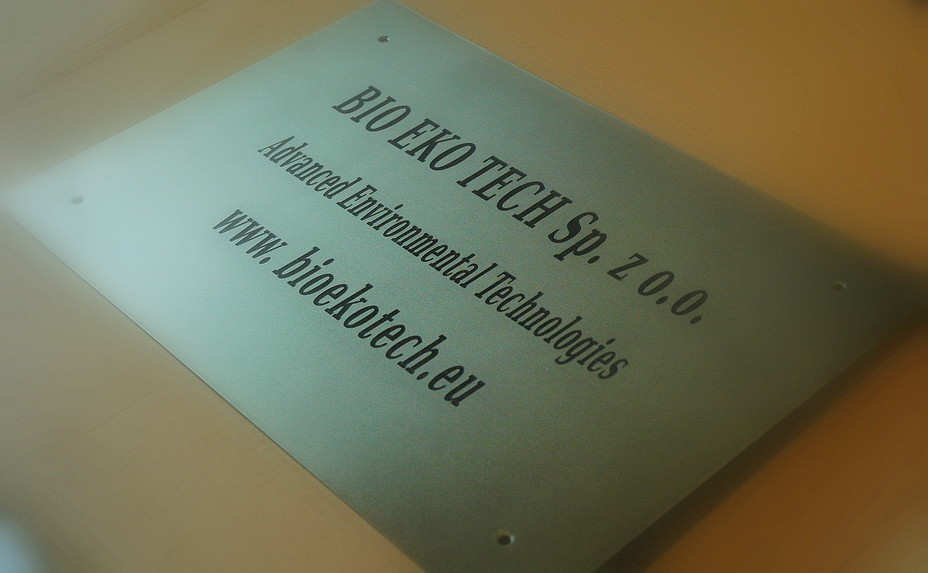 BIO EKO TECH Sp. z o.o.
Advanced Environmental Technologies
www. bioekotech.eu